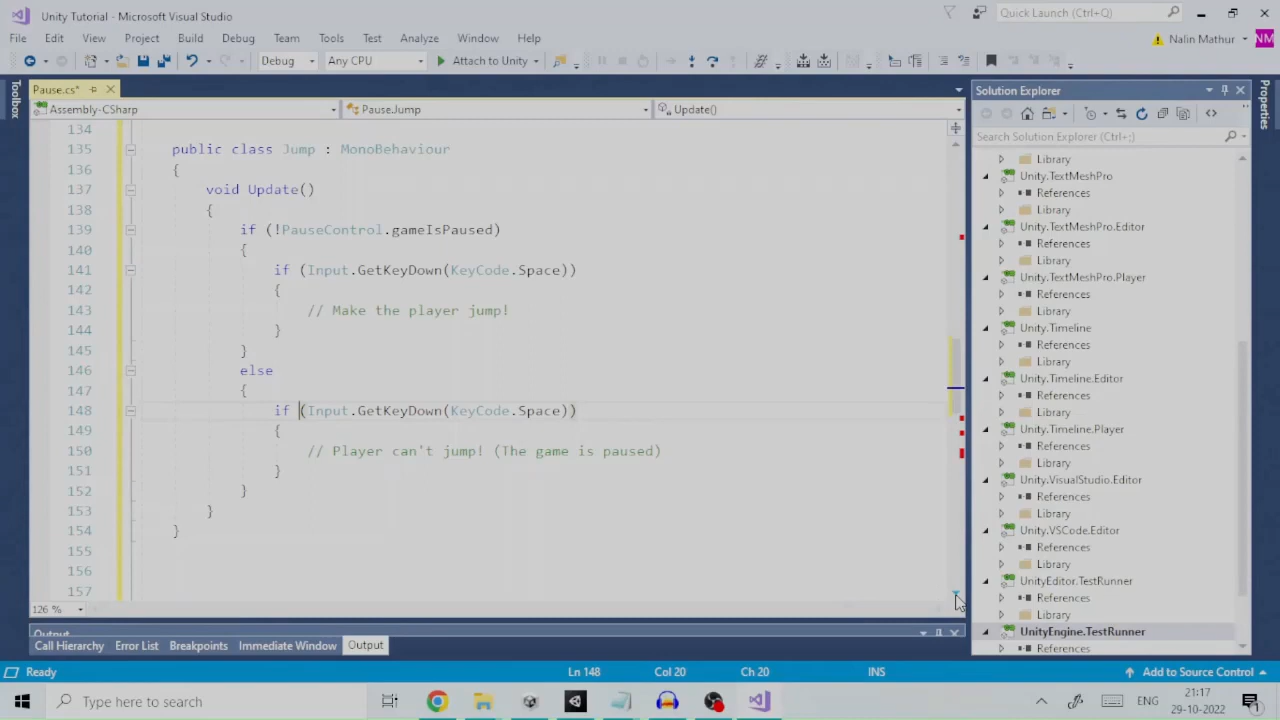 Unity Tutorial - Microsoft Visual Studio
Quick Launch (Ctrl+Q)
File Edit View Project Build Debug Team Tools Test Analyze Window Help
Nalin Mathur NM
Debug Any CPU Attach to Unity
Toolbox
Pause.cs*
Assembly-CSharp Pause.Jump Update()
134
135 public class Jump : MonoBehaviour
136 {
137 void Update()
138 {
139 if (!PauseControl.gameIsPaused)
140 {
141 if (Input.GetKeyDown(KeyCode.Space))
142 {
143 // Make the player jump!
144 }
145 }
146 else
147 {
148 if (Input.GetKeyDown(KeyCode.Space))
149 {
150 // Player can't jump! (The game is paused)
151 }
152 }
153 }
154 }
155
156
157
126 %
Output
Call Hierarchy Error List Breakpoints Immediate Window Output
Solution Explorer
Search Solution Explorer (Ctrl+;)
Library
Unity.TextMeshPro
References
Library
Unity.TextMeshPro.Editor
References
Library
Unity.TextMeshPro.Player
References
Library
Unity.Timeline
References
Library
Unity.Timeline.Editor
References
Library
Unity.Timeline.Player
References
Library
Unity.VisualStudio.Editor
References
Library
Unity.VSCode.Editor
References
Library
UnityEditor.TestRunner
References
Library
UnityEngine.TestRunner
References
Properties
Ready Ln 148 Col 20 Ch 20 INS Add to Source Control
Type here to search
ENG
21:17
29-10-2022
1